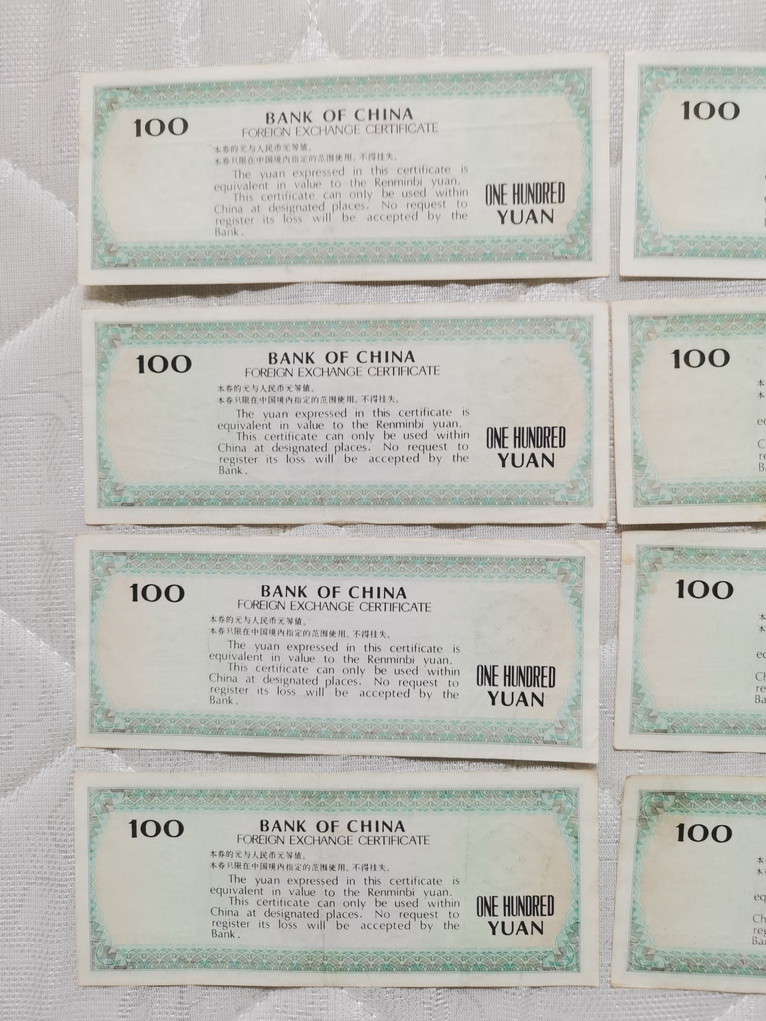 100
BANK OF CHINA
FOREIGN EXCHANGE CERTIFICATE
本券的元与人民币元等值。
本券只限在中国境内指定的范围使用，不得挂失。
The yuan expressed in this certificate is
equivalent in value to the Renminbi yuan.
This certificate can only be used within
China at designated places. No request to
register its loss will be accepted by the
Bank.
ONE HUNDRED
YUAN
100
100
BANK OF CHINA
FOREIGN EXCHANGE CERTIFICATE
本券的元与人民币元等值。
本券只限在中国境内指定的范围使用，不得挂失。
The yuan expressed in this certificate is
equivalent in value to the Renminbi yuan.
This certificate can only be used within
China at designated places. No request to
register its loss will be accepted by the
Bank.
ONE HUNDRED
YUAN
100
100
BANK OF CHINA
FOREIGN EXCHANGE CERTIFICATE
本券的元与人民币元等值。
本券只限在中国境内指定的范围使用，不得挂失。
The yuan expressed in this certificate is
equivalent in value to the Renminbi yuan.
This certificate can only be used within
China at designated places. No request to
register its loss will be accepted by the
Bank.
ONE HUNDRED
YUAN
100
100
BANK OF CHINA
FOREIGN EXCHANGE CERTIFICATE
本券的元与人民币元等值。
本券只限在中国境内指定的范围使用，不得挂失。
The yuan expressed in this certificate is
equivalent in value to the Renminbi yuan.
This certificate can only be used within
China at designated places. No request to
register its loss will be accepted by the
Bank.
ONE HUNDRED
YUAN
100